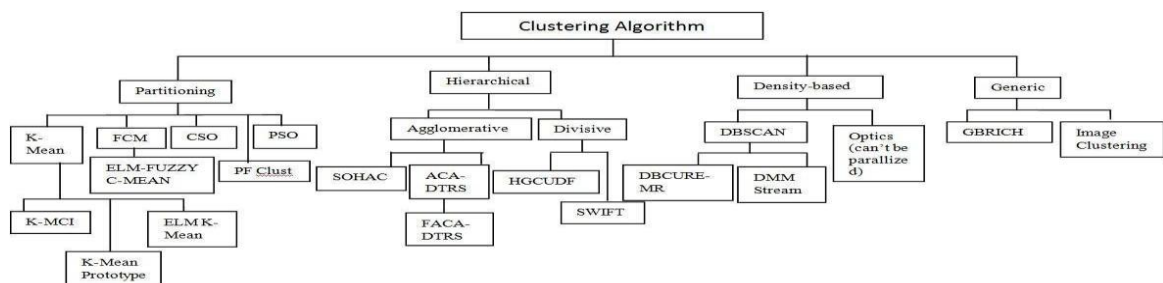 Clustering Algorithm
Partitioning
Hierarchical
Density-based
Generic
K-
Mean
FCM
CSO
PSO
Agglomerative
Divisive
DBSCAN
Optics
(can't be
parallize
d)
GBRICH
Image
Clustering
ELM-FUZZY
C-MEAN
PF Clust
SOHAC
ACA-
DTRS
HGCUDF
DBCURE-
MR
DMM
Stream
K-MCI
ELM K-
Mean
FACA-
DTRS
SWIFT
K-Mean
Prototype